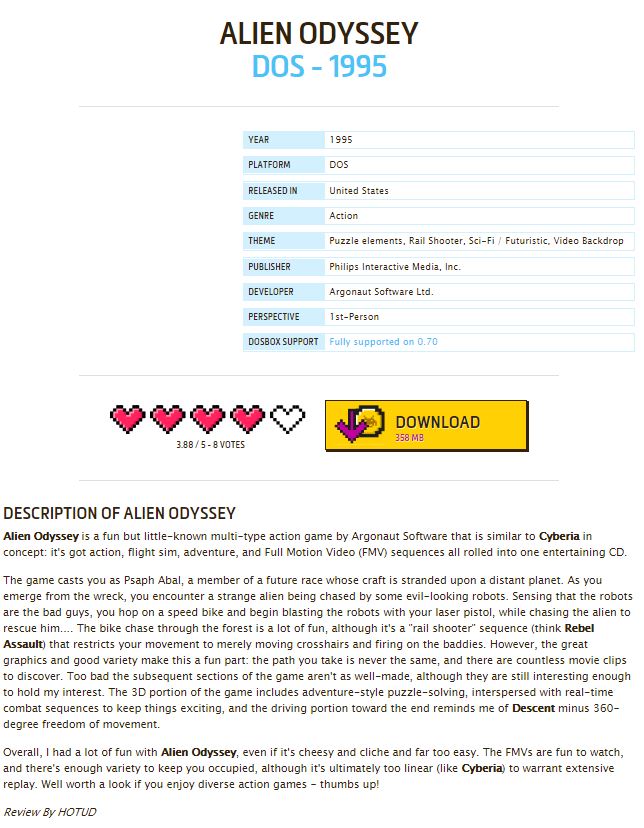 ALIEN ODYSSEY
DOS - 1995
YEAR 1995
PLATFORM DOS
RELEASED IN United States
GENRE Action
THEME Puzzle elements, Rail Shooter, Sci-Fi / Futuristic, Video Backdrop
PUBLISHER Philips Interactive Media, Inc.
DEVELOPER Argonaut Software Ltd.
PERSPECTIVE 1st-Person
DOSBOX SUPPORT Fully supported on 0.70
3.88 / 5 - 8 VOTES
DOWNLOAD
358 MB
DESCRIPTION OF ALIEN ODYSSEY
Alien Odyssey is a fun but little-known multi-type action game by Argonaut Software that is similar to Cyberia in
concept: it's got action, flight sim, adventure, and Full Motion Video (FMV) sequences all rolled into one entertaining CD.
The game casts you as Psaph Abal, a member of a future race whose craft is stranded upon a distant planet. As you
emerge from the wreck, you encounter a strange alien being chased by some evil-looking robots. Sensing that the robots
are the bad guys, you hop on a speed bike and begin blasting the robots with your laser pistol, while chasing the alien to
rescue him.... The bike chase through the forest is a lot of fun, although it's a "rail shooter" sequence (think Rebel
Assault) that restricts your movement to merely moving crosshairs and firing on the baddies. However, the great
graphics and good variety make this a fun part: the path you take is never the same, and there are countless movie clips
to discover. Too bad the subsequent sections of the game aren't as well-made, although they are still interesting enough
to hold my interest. The 3D portion of the game includes adventure-style puzzle-solving, interspersed with real-time
combat sequences to keep things exciting, and the driving portion toward the end reminds me of Descent minus 360-
degree freedom of movement.
Overall, I had a lot of fun with Alien Odyssey, even if it's cheesy and cliche and far too easy. The FMVs are fun to watch,
and there's enough variety to keep you occupied, although it's ultimately too linear (like Cyberia) to warrant extensive
replay. Well worth a look if you enjoy diverse action games - thumbs up!
Review By HOTUD